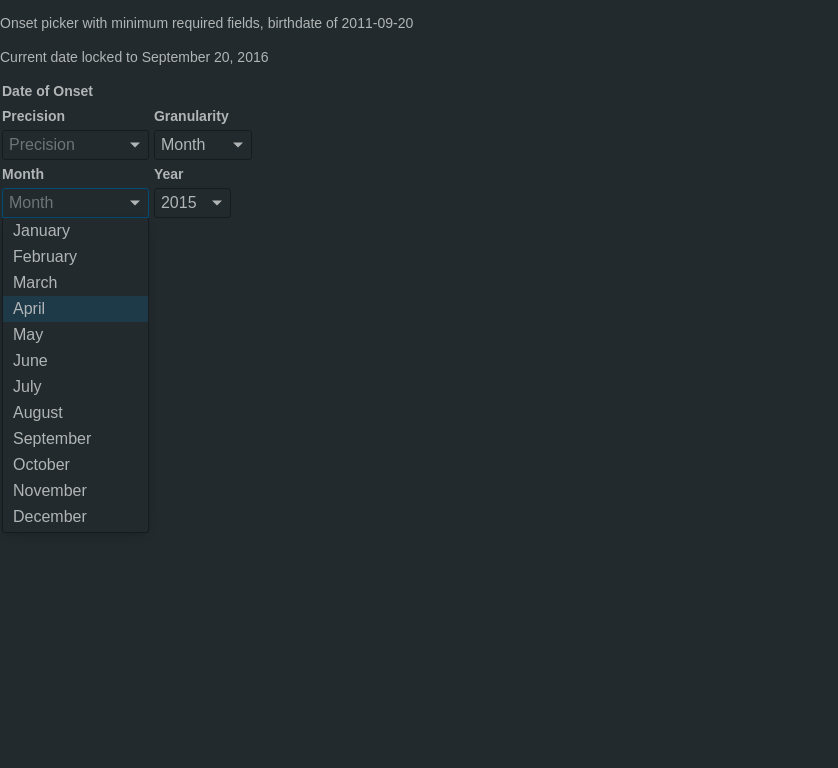 Onset picker with minimum required fields, birthdate of 2011-09-20
Current date locked to September 20, 2016
Date of Onset
Precision Granularity
Precision Month
Month Year
Month 2015
January
February
March
April
May
June
July
August
September
October
November
December